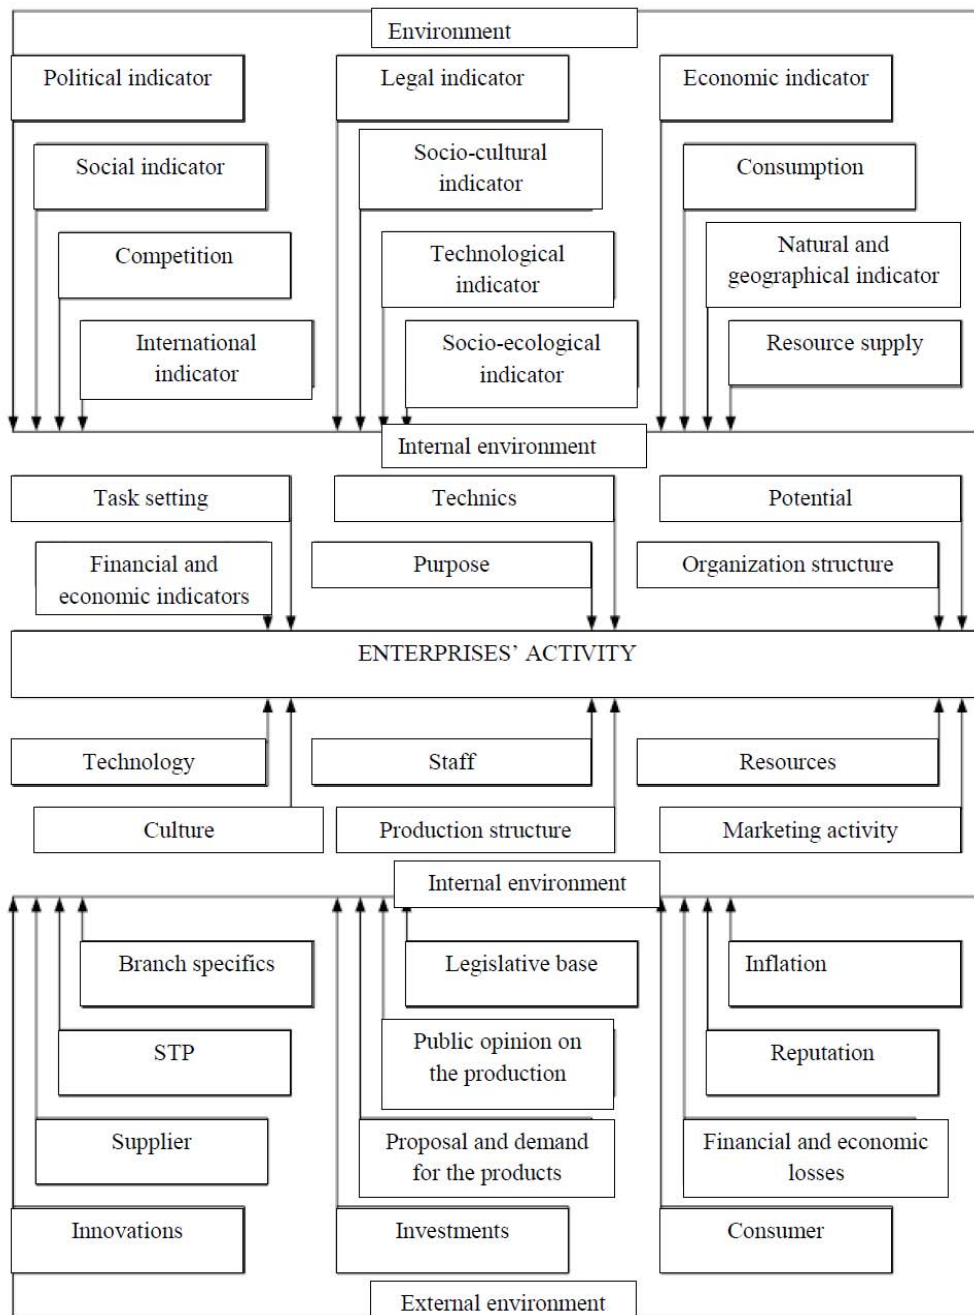 Environment
Political indicator
Legal indicator
Economic indicator
Social indicator
Socio-cultural
indicator
Consumption
Competition
Technological
indicator
Natural and
geographical indicator
International
indicator
Socio-ecological
indicator
Resource supply
Internal environment
Task setting
Technics
Potential
Financial and
economic indicators
Purpose
Organization structure
ENTERPRISES’ ACTIVITY
Technology
Staff
Resources
Culture
Production structure
Marketing activity
Internal environment
Branch specifics
Legislative base
Inflation
STP
Public opinion on
the production
Reputation
Supplier
Proposal and demand
for the products
Financial and economic
losses
Innovations
Investments
Consumer
External environment